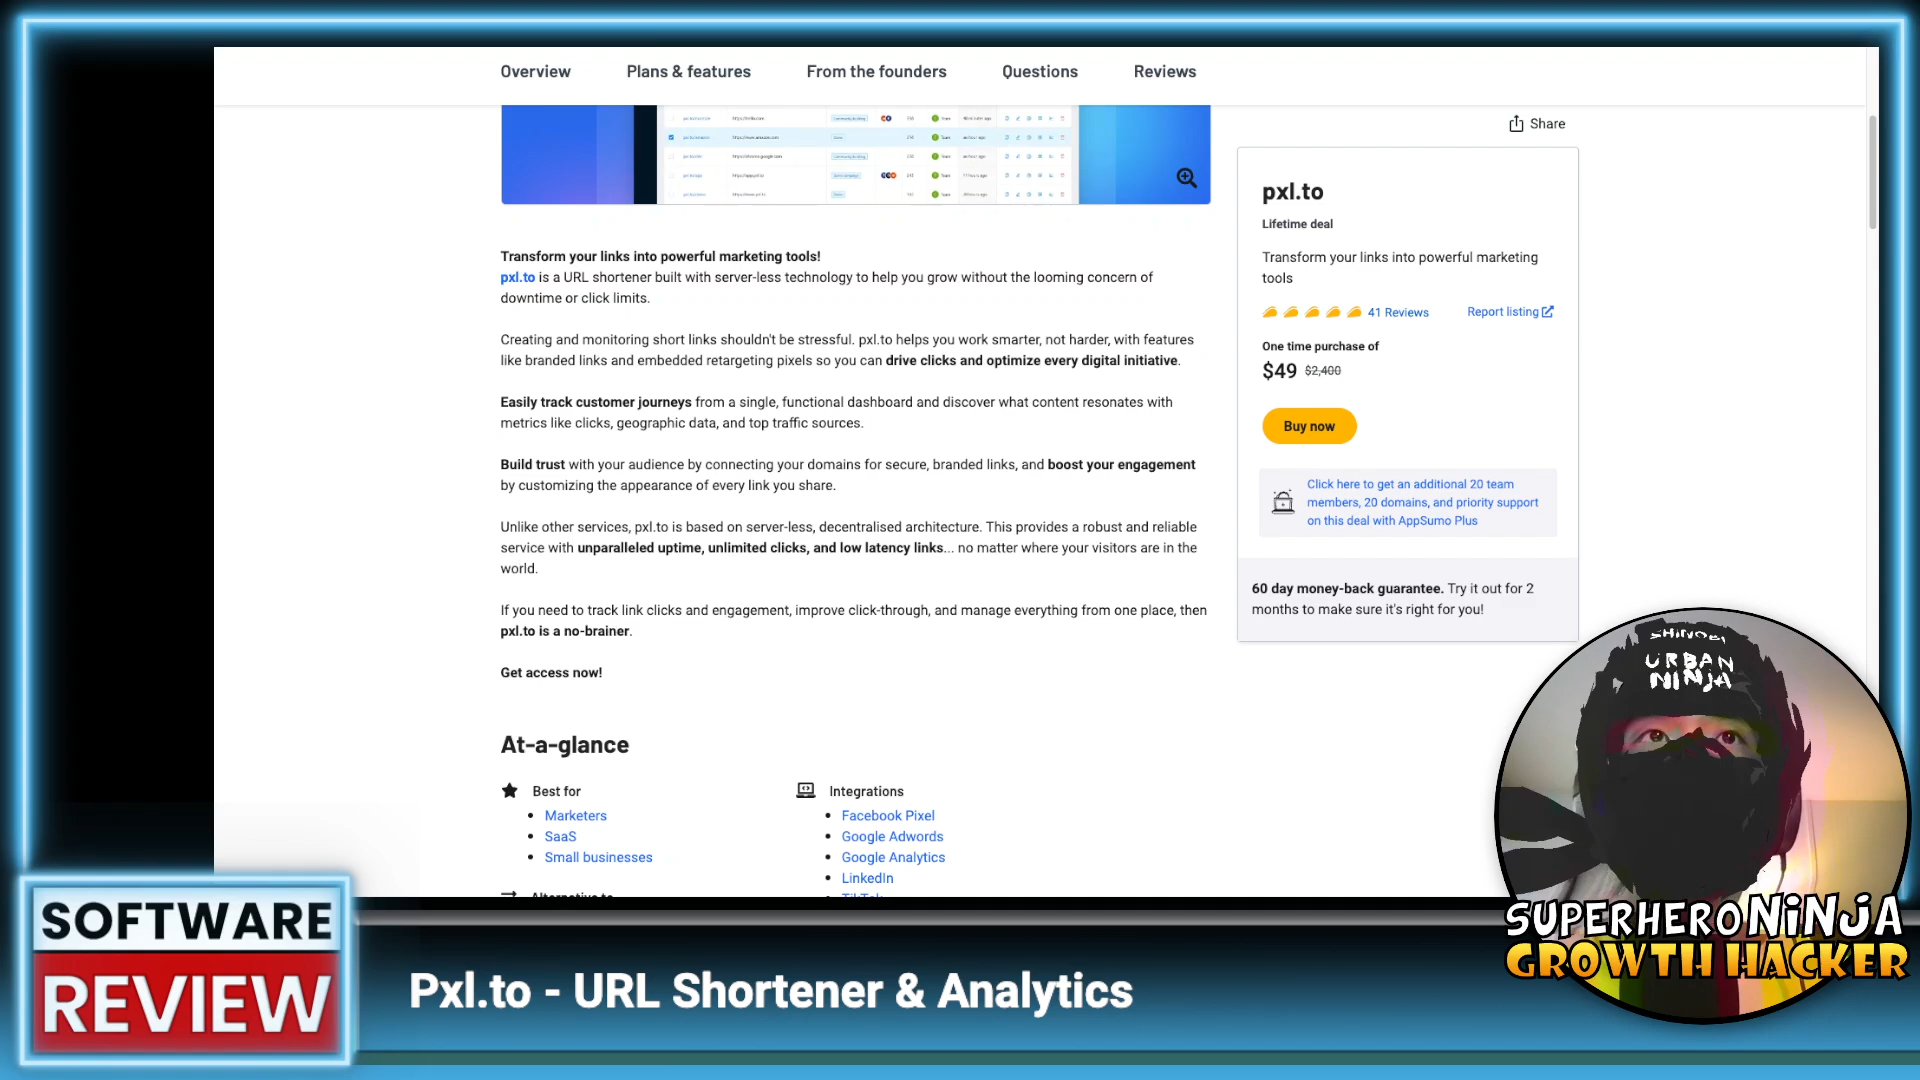 Overview
Plans & features
From the founders
Questions
Reviews
Share
Transform your links into powerful marketing tools!
pxl.to is a URL shortener built with server-less technology to help you grow without the looming concern of
downtime or click limits.
Creating and monitoring short links shouldn't be stressful. pxl.to helps you work smarter, not harder, with features
like branded links and embedded retargeting pixels so you can drive clicks and optimize every digital initiative.
Easily track customer journeys from a single, functional dashboard and discover what content resonates with
metrics like clicks, geographic data, and top traffic sources.
Build trust with your audience by connecting your domains for secure, branded links, and boost your engagement
by customizing the appearance of every link you share.
Unlike other services, pxl.to is based on server-less, decentralised architecture. This provides a robust and reliable
service with unparalleled uptime, unlimited clicks, and low latency links... no matter where your visitors are in the
world.
If you need to track link clicks and engagement, improve click-through, and manage everything from one place, then
pxl.to is a no-brainer.
Get access now!
At-a-glance
Best for
Marketers
SaaS
Small businesses
Integrations
Facebook Pixel
Google Adwords
Google Analytics
LinkedIn
pxl.to
Lifetime deal
Transform your links into powerful marketing
tools
41 Reviews
Report listing
One time purchase of
$49 $2,400
Buy now
Click here to get an additional 20 team
members, 20 domains, and priority support
on this deal with AppSumo Plus
60 day money-back guarantee. Try it out for 2
months to make sure it's right for you!
SHINOBI
URBAN
NINJA
SUPERHERO NINJA
GROWTH HACKER
SOFTWARE
REVIEW
Pxl.to - URL Shortener & Analytics